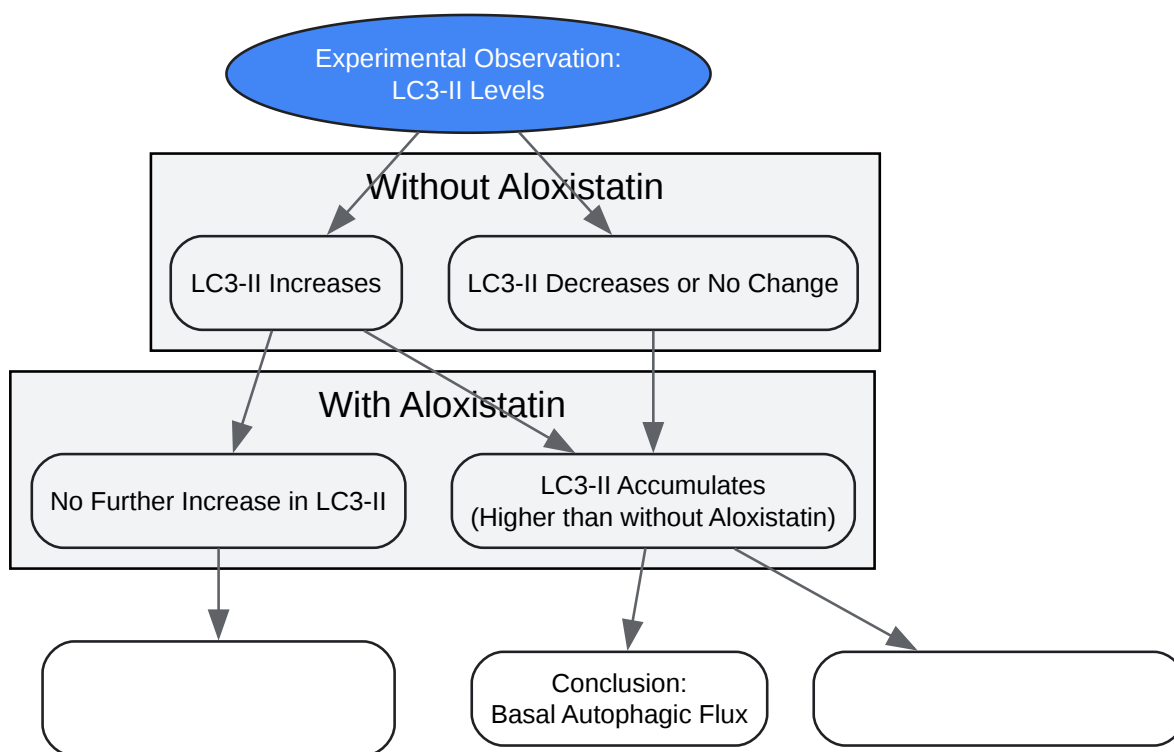 Experimental Observation:
LC3-II Levels
Without Aloxistatin
LC3-II Increases
LC3-II Decreases or No Change
With Aloxistatin
No Further Increase in LC3-II
LC3-II Accumulates
(Higher than without Aloxistatin)
Conclusion:
Basal Autophagic Flux